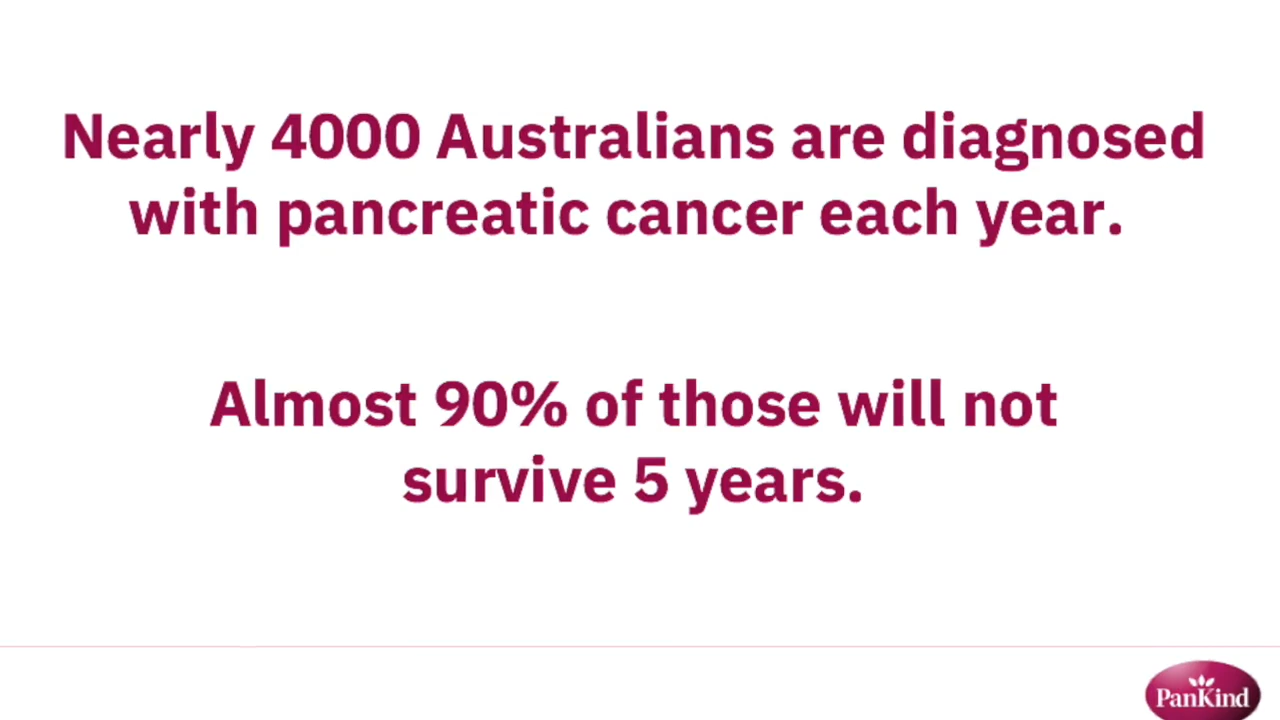 Nearly 4000 Australians are diagnosed
with pancreatic cancer each year.
Almost 90% of those will not
survive 5 years.
PanKind